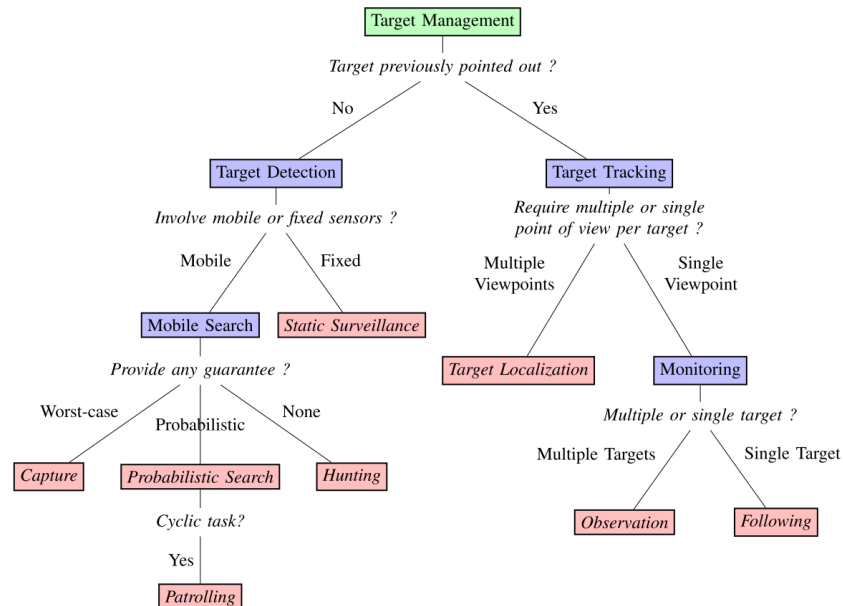 Target Management
Target previously pointed out ?
No
Yes
Target Detection
Target Tracking
Involve mobile or fixed sensors ?
Require multiple or single
point of view per target ?
Mobile
Fixed
Multiple
Viewpoints
Single
Viewpoint
Mobile Search
Static Surveillance
Provide any guarantee ?
Target Localization
Monitoring
Worst-case
Probabilistic
None
Multiple or single target ?
Multiple Targets
Single Target
Capture
Probabilistic Search
Hunting
Cyclic task?
Observation
Following
Yes
Patrolling